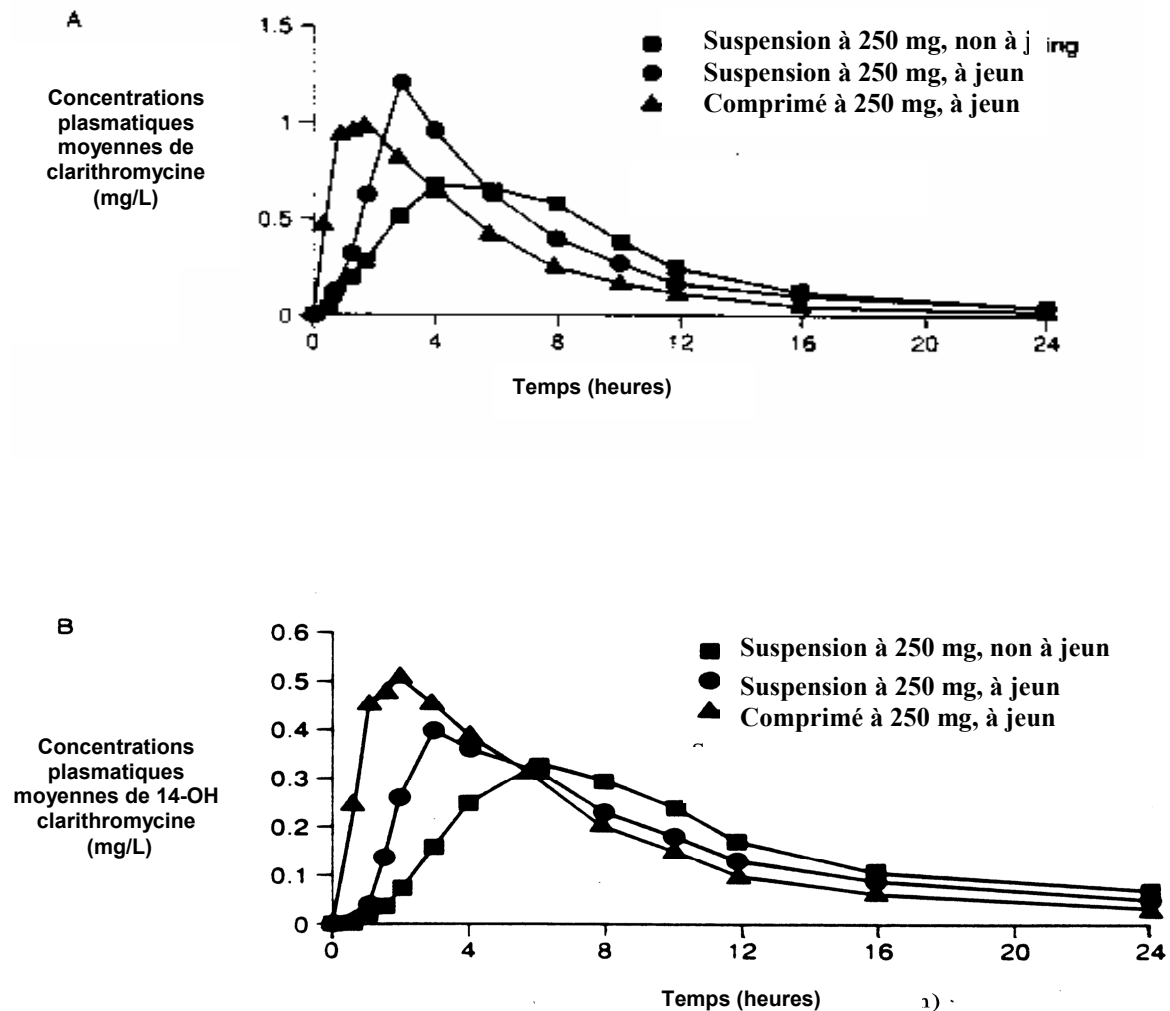 A
1.5
1
0.5
0
Concentrations
plasmatiques
moyennes de
clarithromycine
(mg/L)
Suspension à 250 mg, non à j ing
Suspension à 250 mg, à jeun
Comprimé à 250 mg, à jeun
0 4 8 12 16 20 24
Temps (heures)
B
0.6
0.5
0.4
0.3
0.2
0.1
0
Concentrations
plasmatiques
moyennes de 14-OH
clarithromycine
(mg/L)
Suspension à 250 mg, non à jeun
Suspension à 250 mg, à jeun
Comprimé à 250 mg, à jeun
0 4 8 12 16 20 24
Temps (heures)